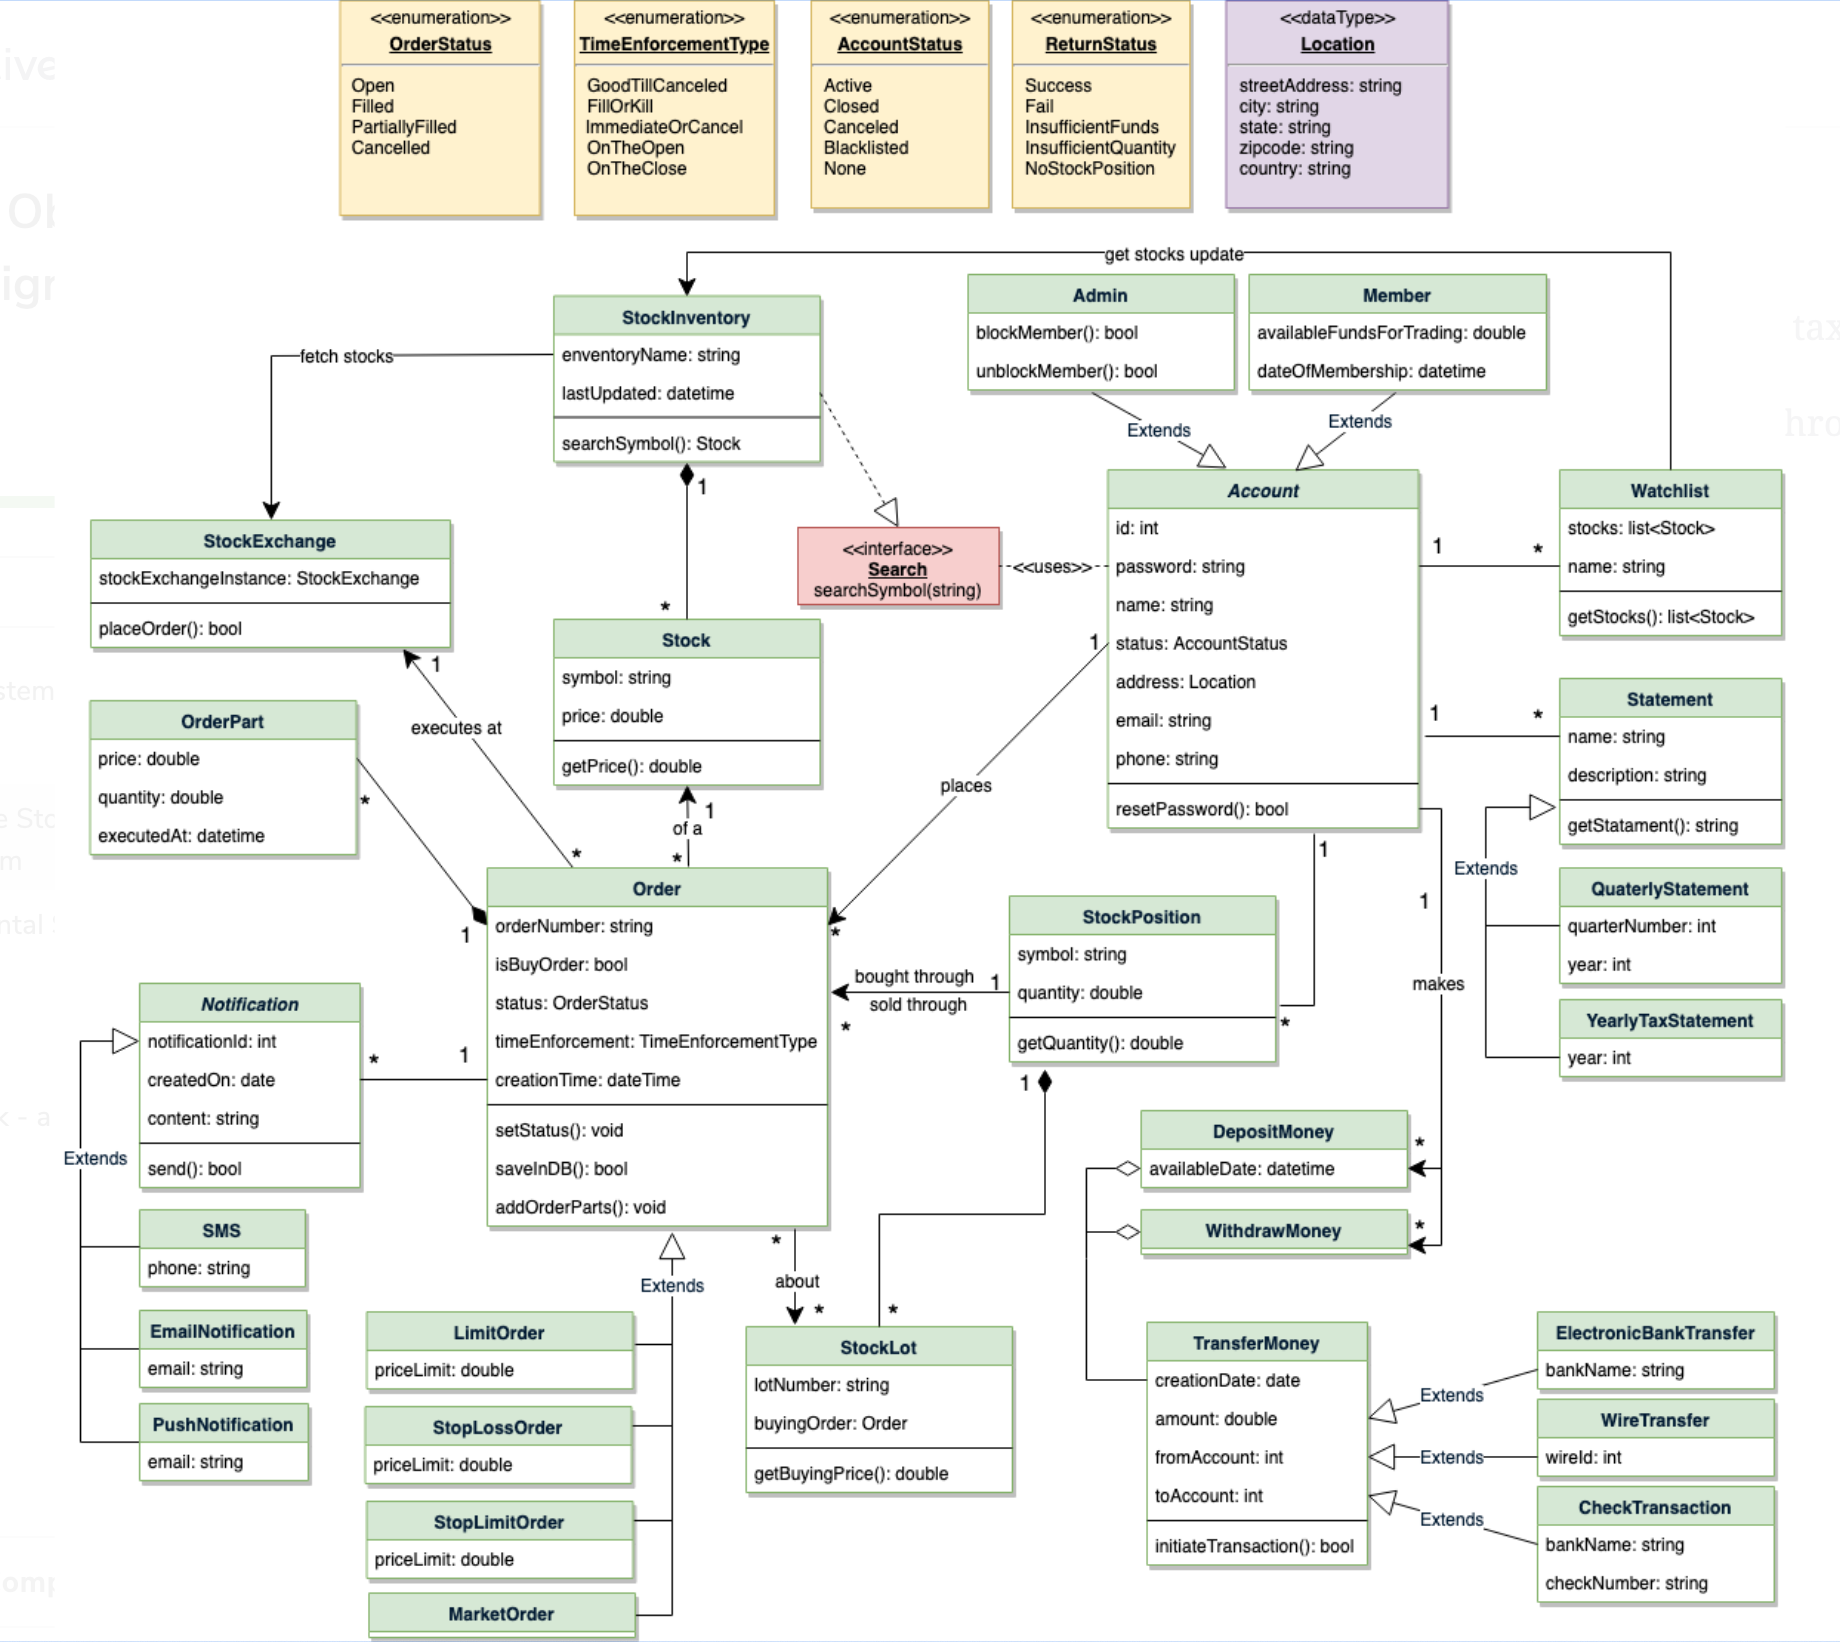 <<enumeration>>
OrderStatus
Open
Filled
PartiallyFilled
Cancelled
<<enumeration>>
TimeEnforcementType
GoodTillCanceled
FillOrKill
ImmediateOrCancel
OnTheOpen
OnTheClose
<<enumeration>>
AccountStatus
Active
Closed
Canceled
Blacklisted
None
<<enumeration>>
ReturnStatus
Success
Fail
InsufficientFunds
InsufficientQuantity
NoStockPosition
<<dataType>>
Location
streetAddress: string
city: string
state: string
zipcode: string
country: string
get stocks update
StockInventory
enventoryName: string
lastUpdated: datetime
searchSymbol(): Stock
fetch stocks
1
*
Admin
blockMember(): bool
unblockMember(): bool
Member
availableFundsForTrading: double
dateOfMembership: datetime
Extends
Extends
StockExchange
stockExchangeInstance: StockExchange
placeOrder(): bool
1
executes at
*
<<interface>>
Search
searchSymbol(string)
<<uses>>
Account
id: int
password: string
name: string
status: AccountStatus
address: Location
email: string
phone: string
resetPassword(): bool
Watchlist
stocks: list<Stock>
name: string
getStocks(): list<Stock>
1
*
Stock
symbol: string
price: double
getPrice(): double
1
of a
*
OrderPart
price: double
quantity: double
executedAt: datetime
*
1
1
places
*
1
*
Statement
name: string
description: string
getStatament(): string
Extends
QuaterlyStatement
quarterNumber: int
year: int
YearlyTaxStatement
year: int
Order
orderNumber: string
isBuyOrder: bool
status: OrderStatus
timeEnforcement: TimeEnforcementType
creationTime: dateTime
setStatus(): void
saveInDB(): bool
addOrderParts(): void
StockPosition
symbol: string
quantity: double
getQuantity(): double
bought through
sold through
1
*
1
*
1
makes
*
*
Notification
notificationId: int
createdOn: date
content: string
send(): bool
*
1
Extends
SMS
phone: string
EmailNotification
email: string
PushNotification
email: string
Extends
LimitOrder
priceLimit: double
StopLossOrder
priceLimit: double
StopLimitOrder
priceLimit: double
MarketOrder
*
about
*
1
*
StockLot
lotNumber: string
buyingOrder: Order
getBuyingPrice(): double
DepositMoney
availableDate: datetime
WithdrawMoney
TransferMoney
creationDate: date
amount: double
fromAccount: int
toAccount: int
initiateTransaction(): bool
Extends
Extends
Extends
ElectronicBankTransfer
bankName: string
WireTransfer
wireId: int
CheckTransaction
bankName: string
checkNumber: string